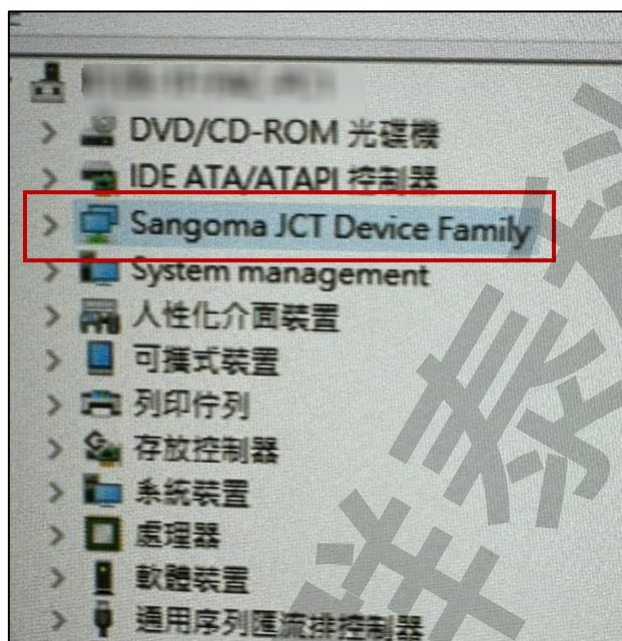 DVD/CD-ROM 光碟機
IDE ATA/ATAPI 控制器
Sangoma JCT Device Family
System management
人性化介面裝置
可攜式裝置
列印佇列
存放控制器
系統裝置
處理器
軟體裝置
通用序列匯流排控制器